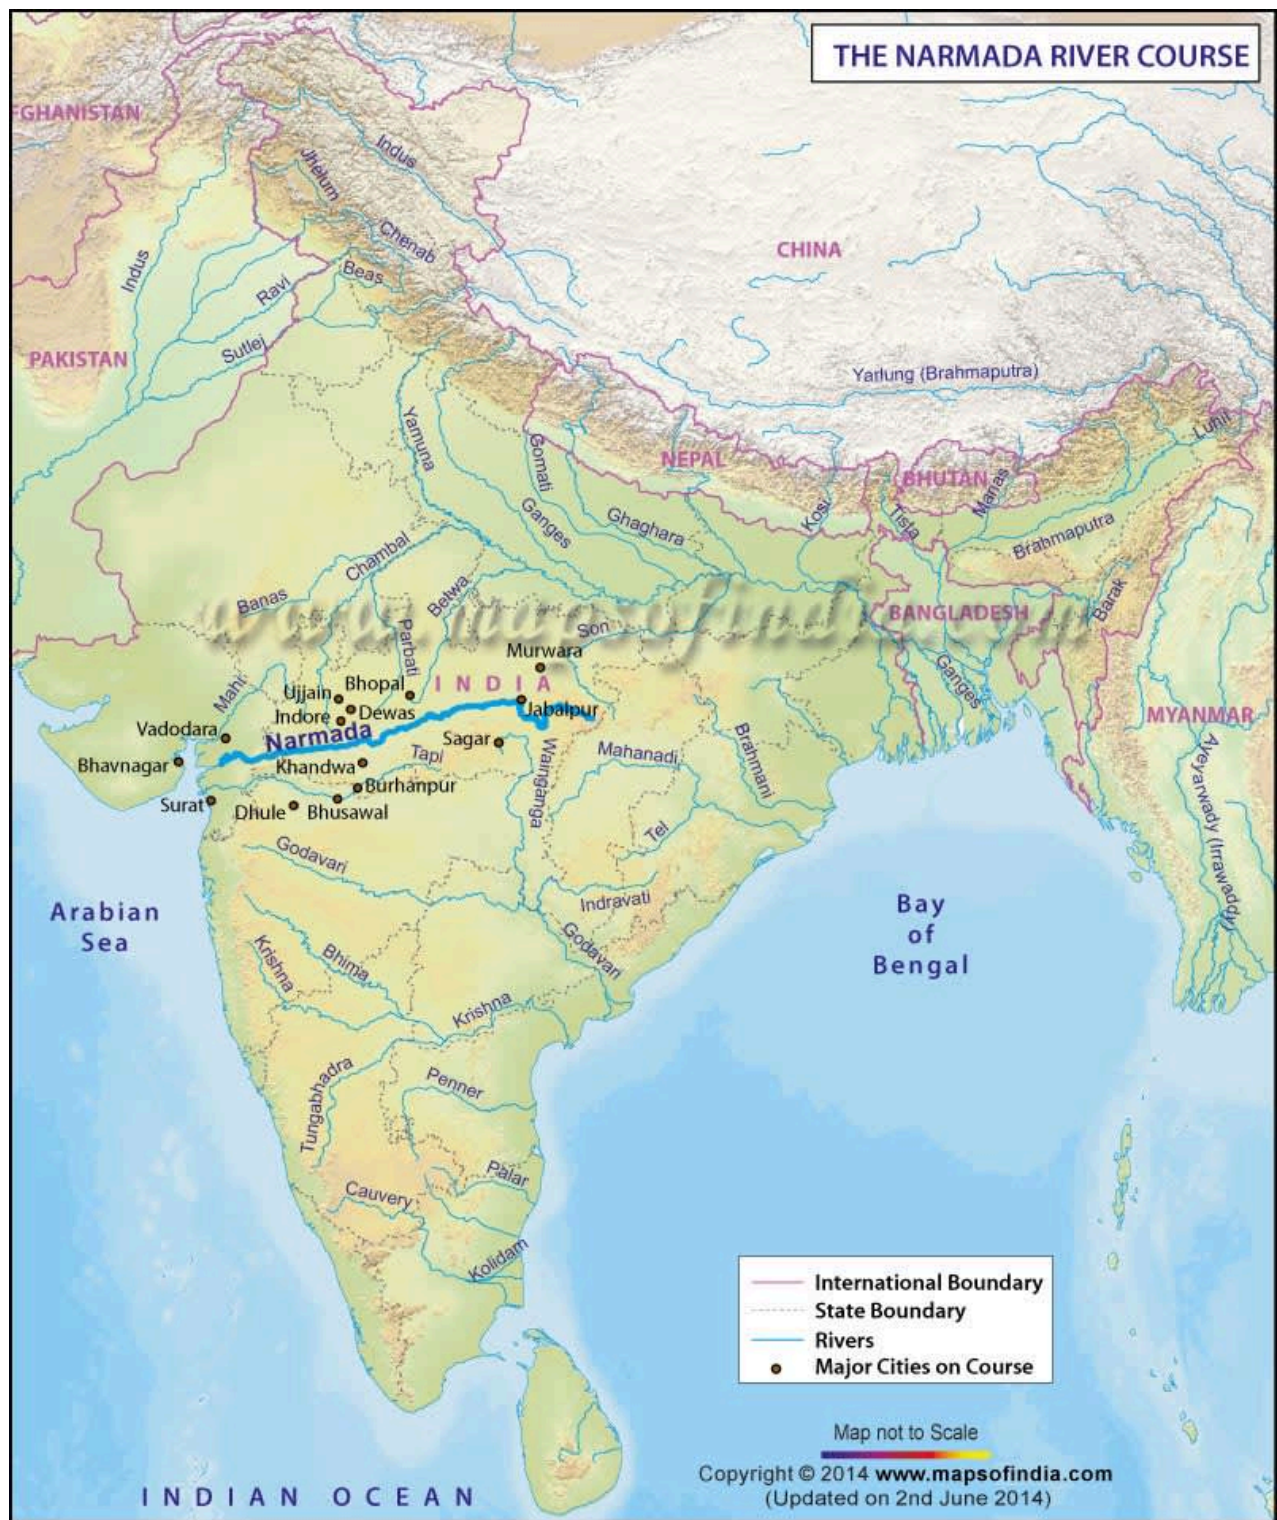 THE NARMADA RIVER COURSE
FGHANISTAN
Indus
Jhelum
Chenab
CHINA
Indus
Beas
Ravi
Sutlej
PAKISTAN
Yarlung (Brahmaputra)
Yamuna
Gomati
NEPAL
Luhit
BHUTAN
Manas
Kosi
Tista
Ganges
Ghaghara
Brahmaputra
Chambal
Banas
Betwa
www.mapsofindia.com
BANGLADESH
Barak
Son
Parbati
Murwara
Ganges
Mahi
Ujjain
Bhopal
INDIA
Indore
Dewas
Jabalpur
MYANMAR
Vadodara
Narmada
Sagar
Bhavnagar
Khandwa
Tapi
Wainganga
Mahanadi
Brahmani
Ayeyarwady (Irrawaddy)
Burhanpur
Surat
Dhule
Bhusawal
Tel
Godavari
Indravati
Arabian
Sea
Bay
of
Bengal
Godavari
Krishna
Bhima
Krishna
Tungabhadra
Penner
Palar
Cauvery
Kolidam
International Boundary
State Boundary
Rivers
Major Cities on Course
Map not to Scale
Copyright © 2014 www.mapsofindia.com
(Updated on 2nd June 2014)
INDIAN OCEAN